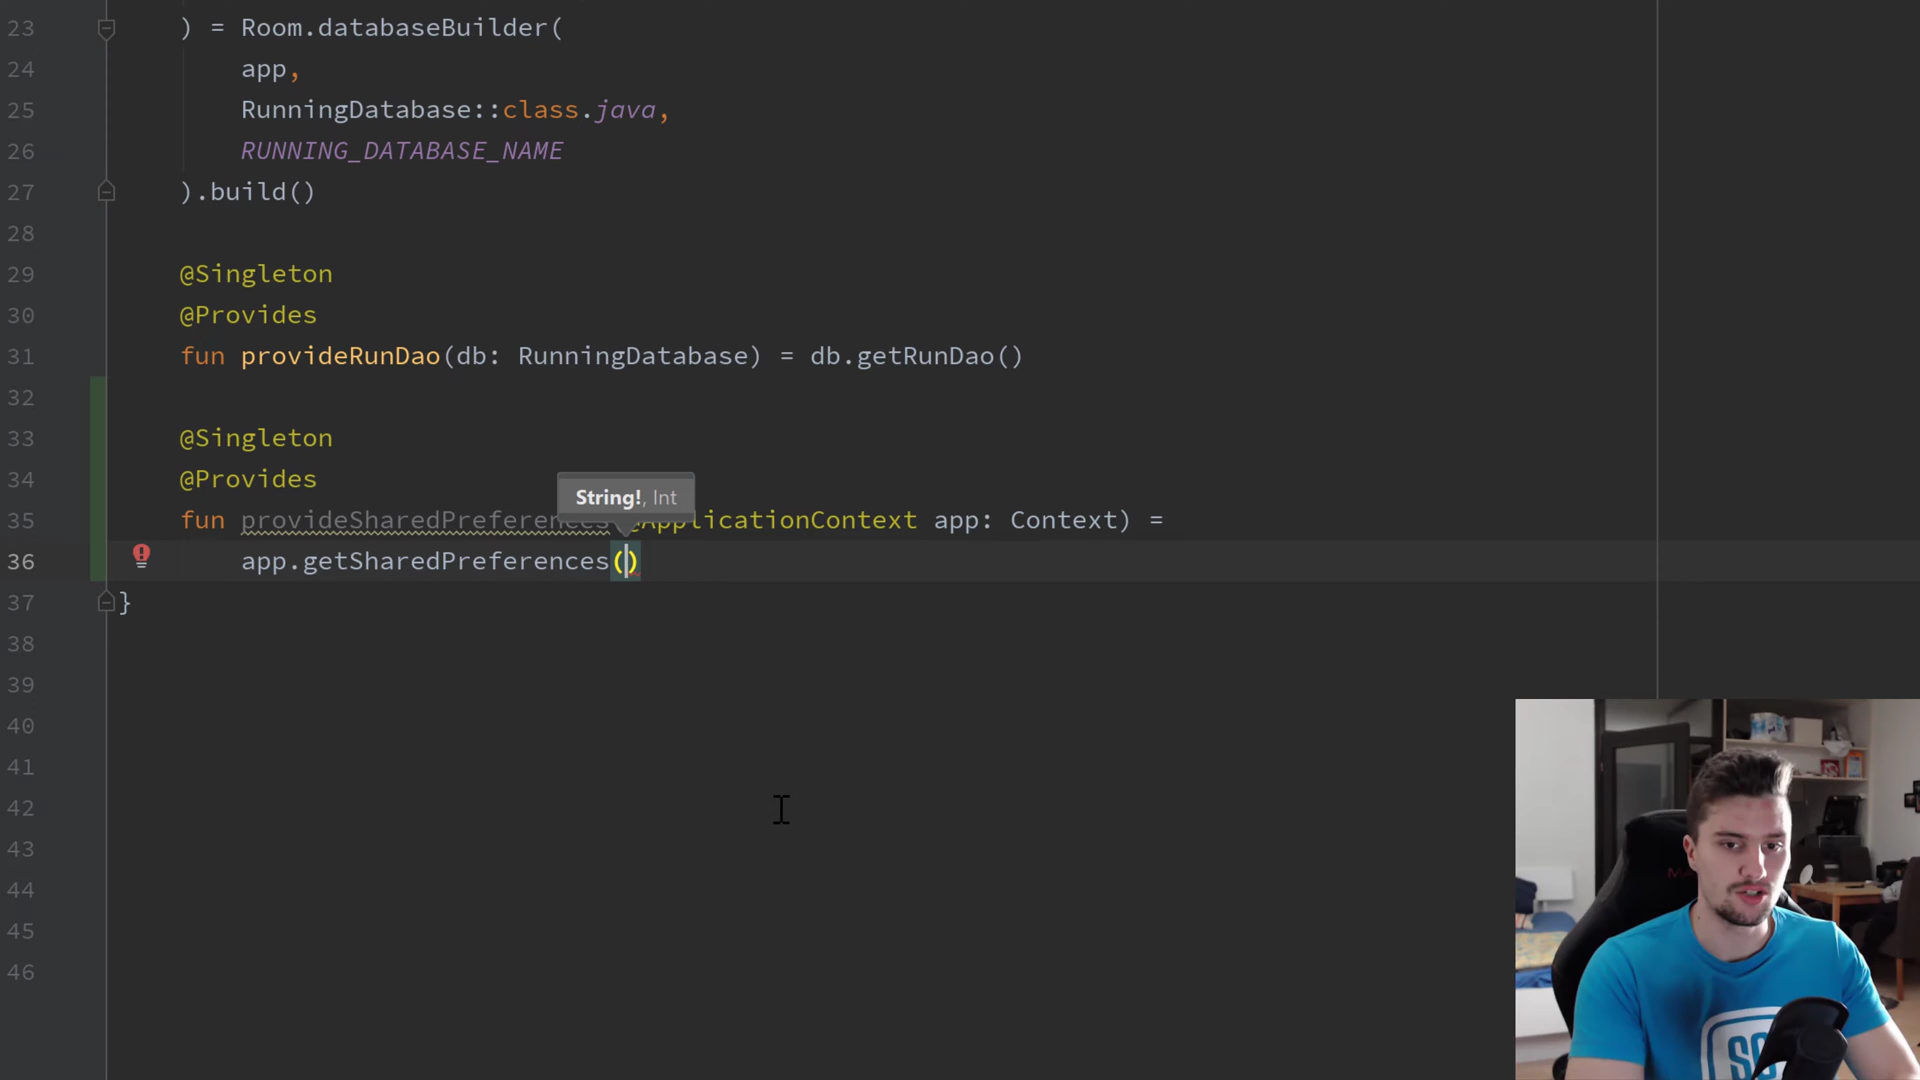 23 ) = Room.databaseBuilder(
24 app,
25 RunningDatabase::class.java,
26 RUNNING_DATABASE_NAME
27 ).build()
28
29 @Singleton
30 @Provides
31 fun provideRunDao(db: RunningDatabase) = db.getRunDao()
32
33 @Singleton
34 @Provides
String!, Int
35 fun provideSharedPreferences(@ApplicationContext app: Context) =
36 app.getSharedPreferences()
37 }
38
39
40
41
42
43
44
45
46